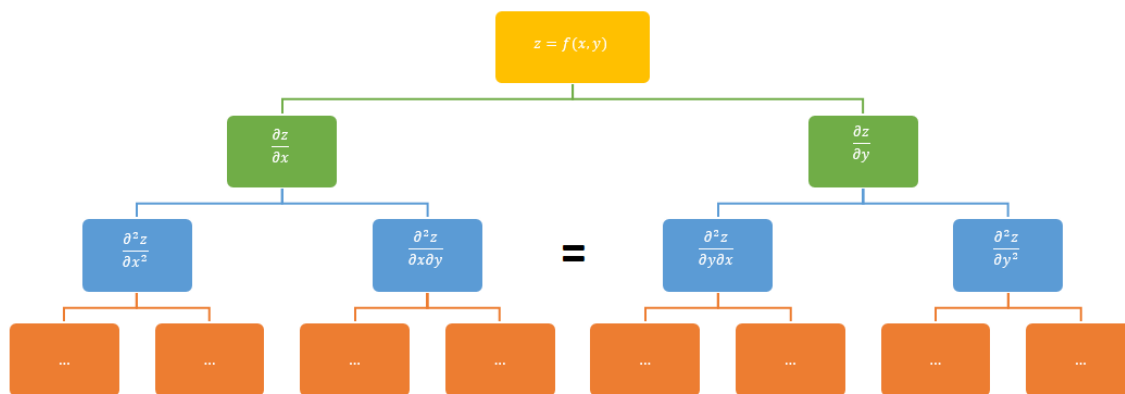 z = f(x, y)
∂z/∂x
∂z/∂y
∂²z/∂x²
∂²z/∂x∂y
=
∂²z/∂y∂x
∂²z/∂y²
...
...
...
...
...
...
...
...